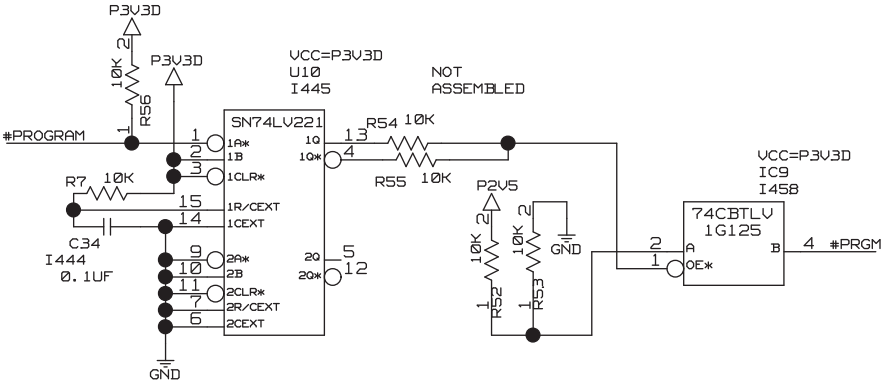 P3V3D
2
10K
R56
1
P3V3D
#PROGRAM
VCC=P3V3D
U10
I445
NOT
ASSEMBLED
SN74LV221
1 1A*
2 1B
3 1CLR*
15 1R/CEXT
14 1CEXT
9 2A*
10 2B
11 2CLR*
7 2R/CEXT
6 2CEXT
1Q 13
1Q* 4
2Q 5
2Q* 12
R7 10K
C34
I444
0.1UF
GND
R54 10K
R55 10K
P2V5
2
10K
R52
1
2
10K
R53
1
GND
VCC=P3V3D
IC9
I458
74CBTLV
1G125
2 A
1 OE*
B 4
#PRGM